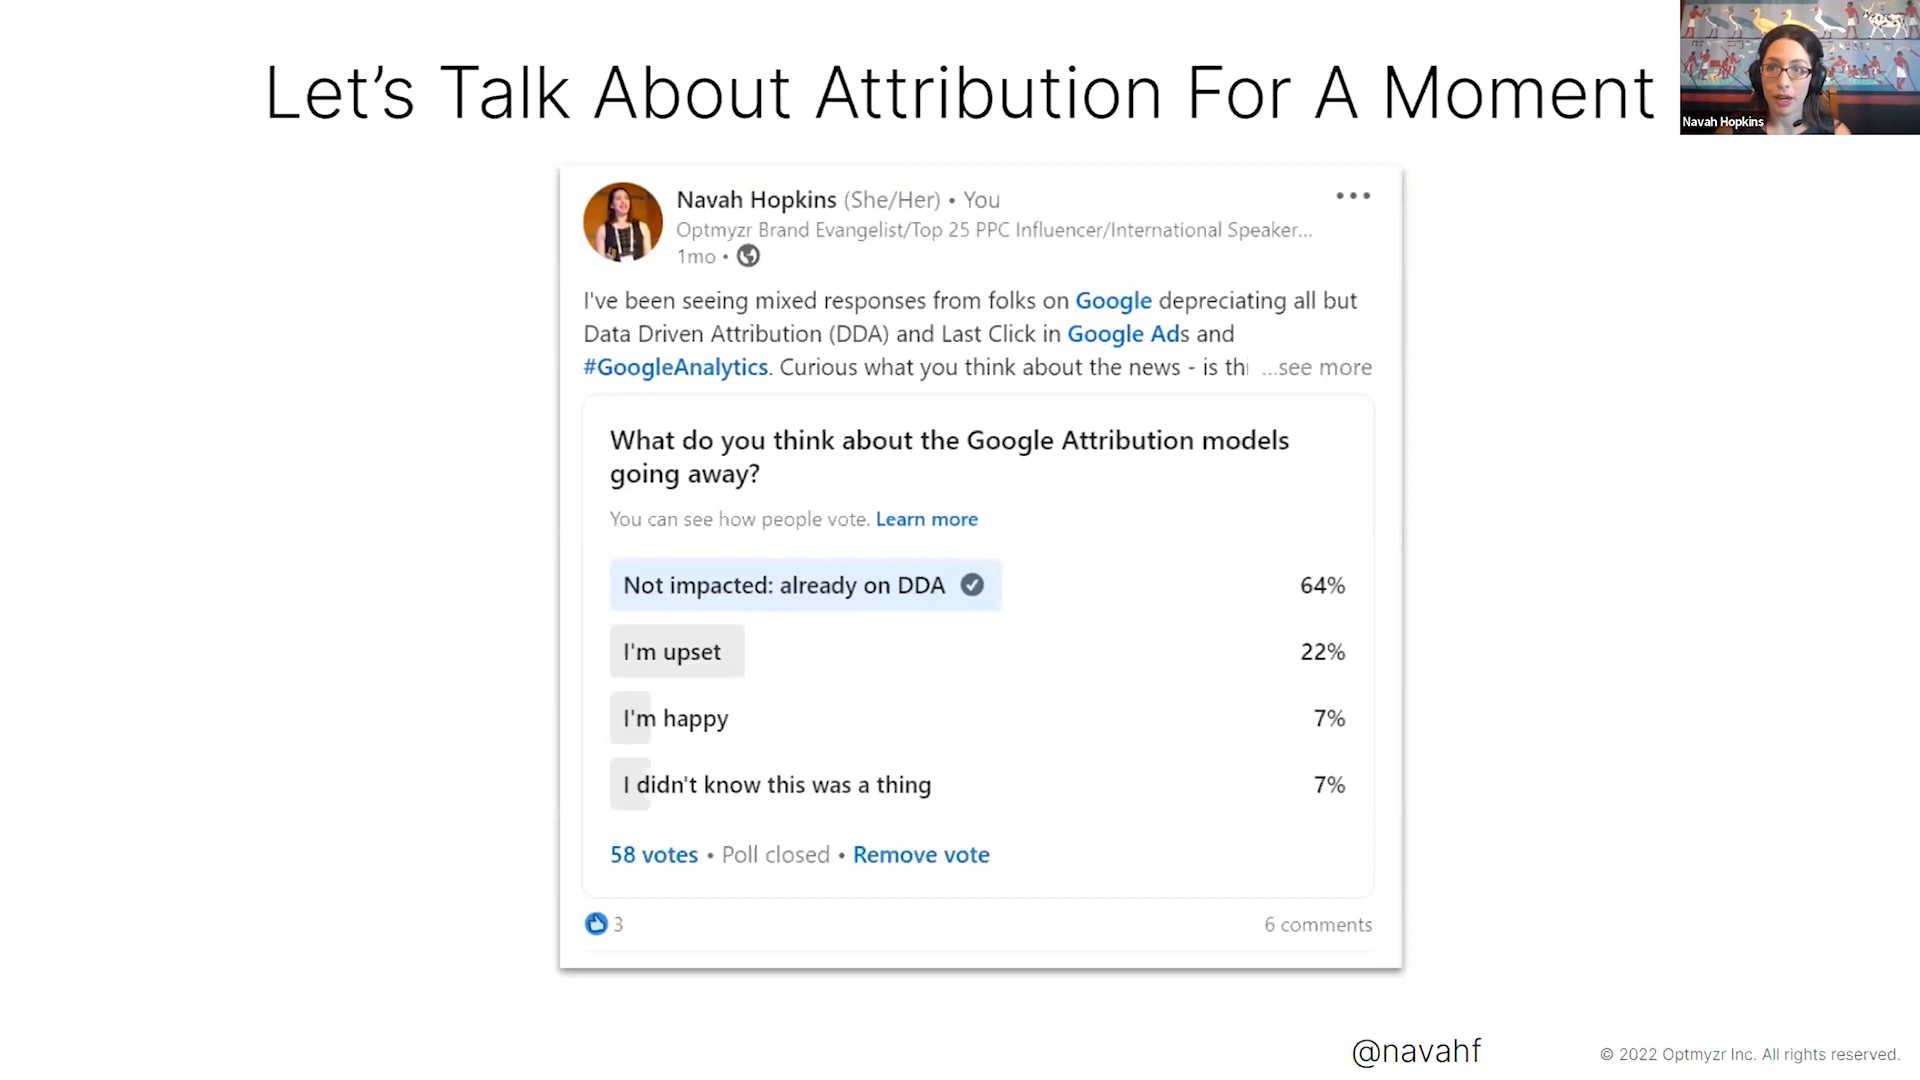 Let's Talk About Attribution For A Moment
Navah Hopkins
Navah Hopkins (She/Her) • You
Optmyzr Brand Evangelist/Top 25 PPC Influencer/International Speaker...
1mo •
I've been seeing mixed responses from folks on Google depreciating all but
Data Driven Attribution (DDA) and Last Click in Google Ads and
#GoogleAnalytics. Curious what you think about the news - is thi ...see more
What do you think about the Google Attribution models
going away?
You can see how people vote. Learn more
Not impacted: already on DDA 64%
I'm upset 22%
I'm happy 7%
I didn't know this was a thing 7%
58 votes • Poll closed • Remove vote
3 6 comments
@navahf
© 2022 Optmyzr Inc. All rights reserved.